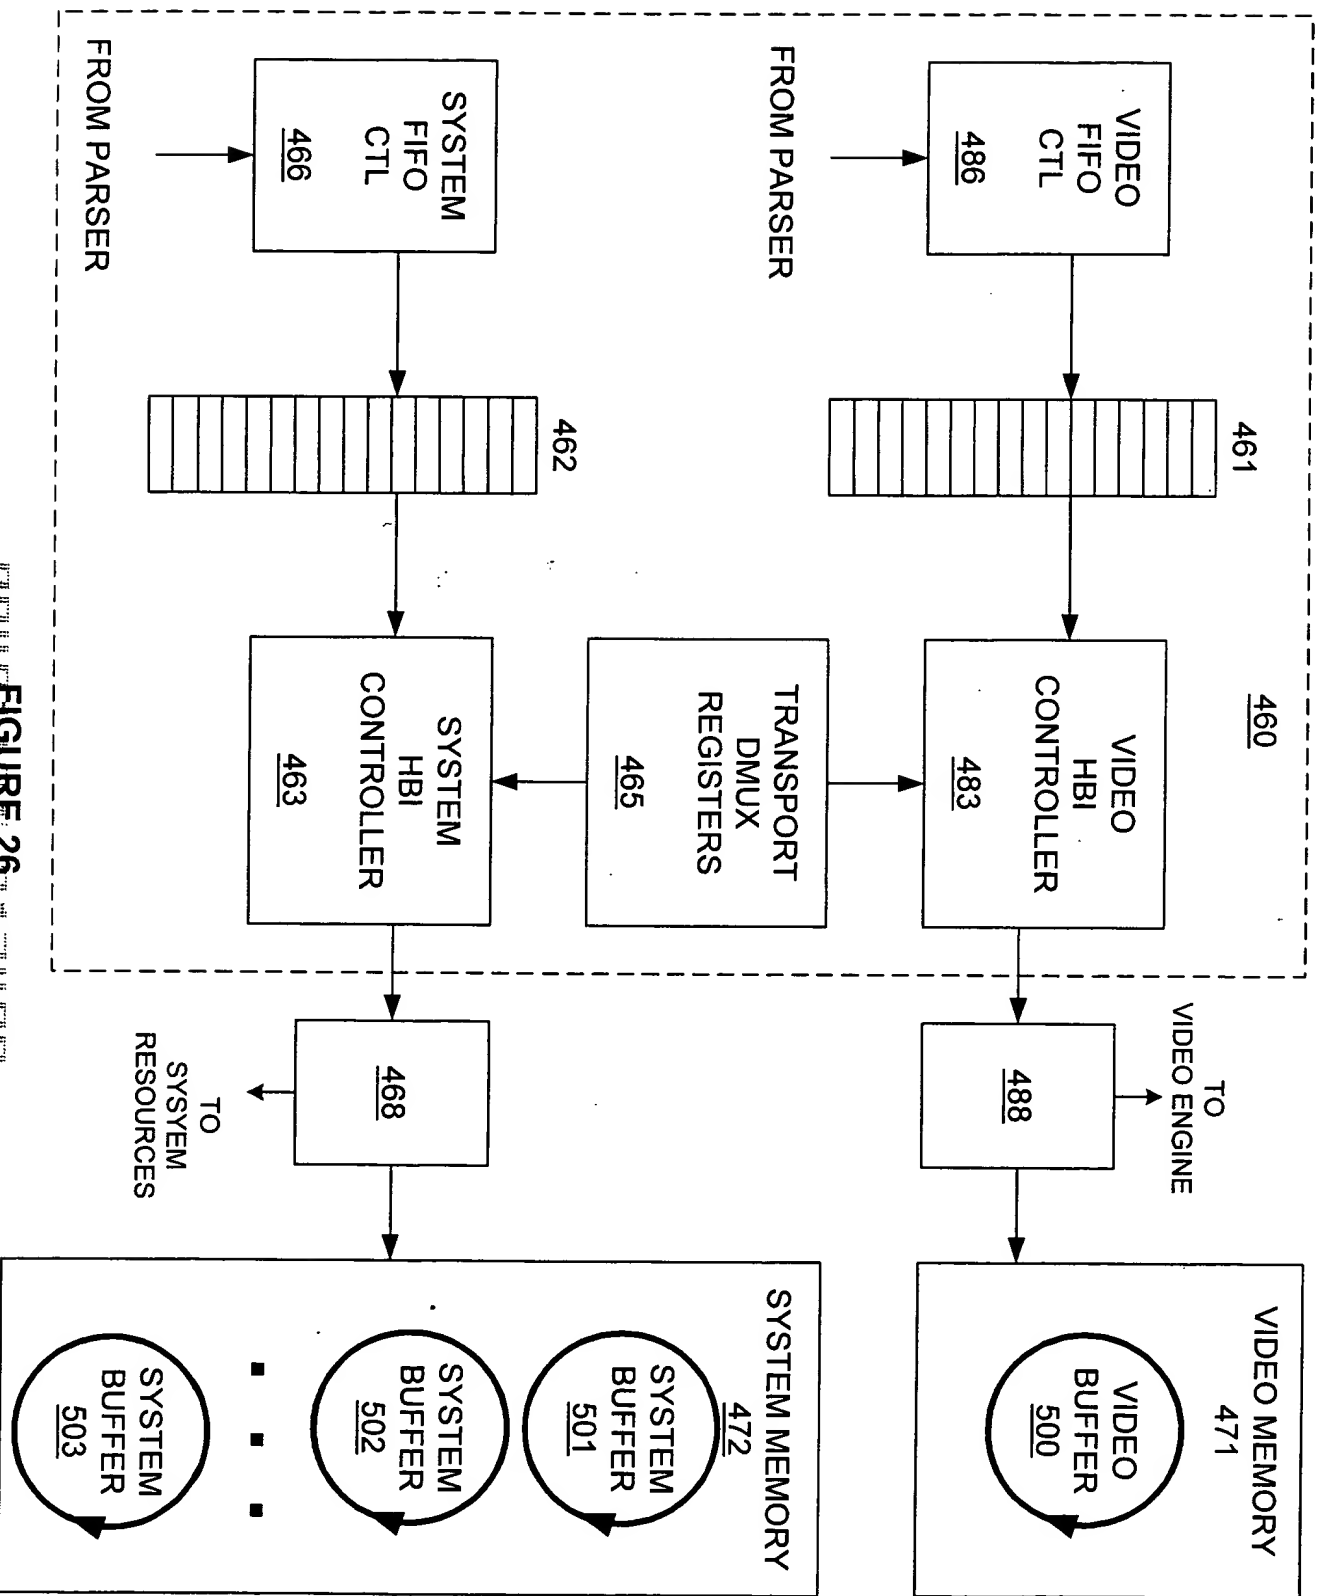 460
VIDEO
FIFO
CTL
486
FROM PARSER
461
VIDEO
HBI
CONTROLLER
483
TO
VIDEO ENGINE
488
VIDEO MEMORY
471
VIDEO
BUFFER
500
TRANSPORT
DMUX
REGISTERS
465
SYSTEM
FIFO
CTL
466
FROM PARSER
462
SYSTEM
HBI
CONTROLLER
463
468
TO
SYSYEM
RESOURCES
SYSTEM MEMORY
472
SYSTEM
BUFFER
501
SYSTEM
BUFFER
502
SYSTEM
BUFFER
503
FIGURE 26